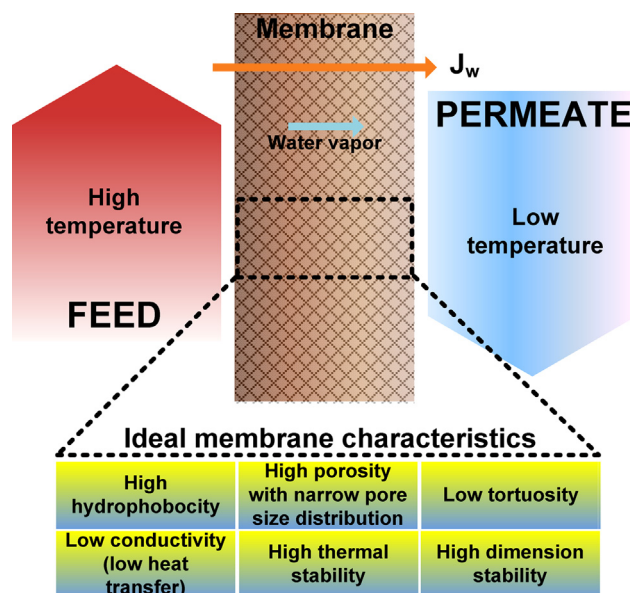 Membrane
J_w
PERMEATE
Water vapor
High
temperature
Low
temperature
FEED
Ideal membrane characteristics
High
hydrophobocity
High porosity
with narrow pore
size distribution
Low tortuosity
Low conductivity
(low heat
transfer)
High thermal
stability
High dimension
stability